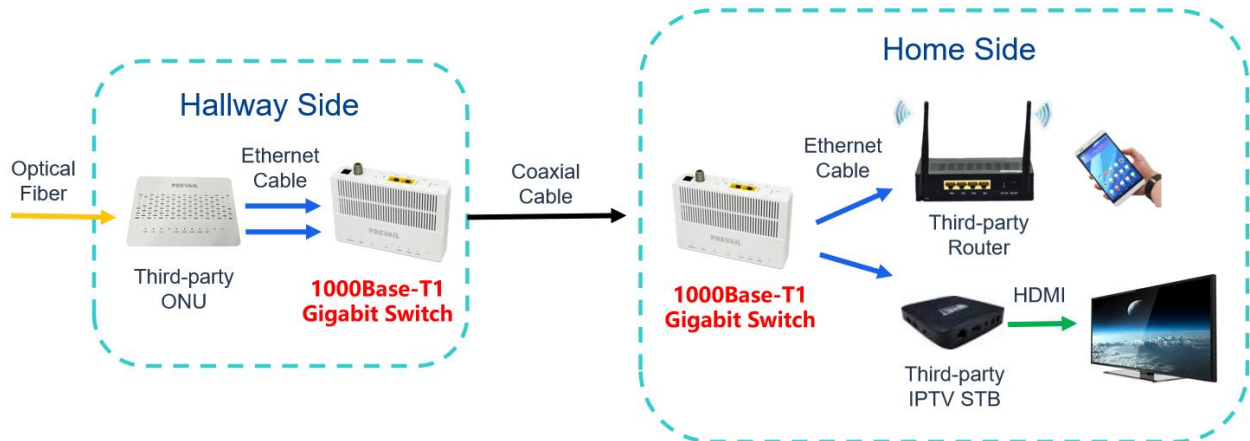 Home Side
Hallway Side
Optical
Fiber
Ethernet
Cable
PREVAIL
Third-party
ONU
PREVAIL
1000Base-T1
Gigabit Switch
Coaxial
Cable
PREVAIL
1000Base-T1
Gigabit Switch
Ethernet
Cable
Third-party
Router
HDMI
Third-party
IPTV STB